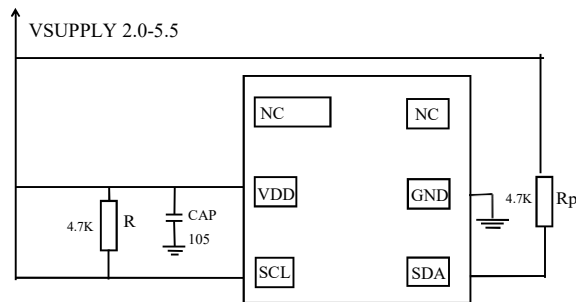 VSUPPLY 2.0-5.5
NC
NC
VDD
GND
4.7K
R
CAP
105
4.7K
Rp
SCL
SDA